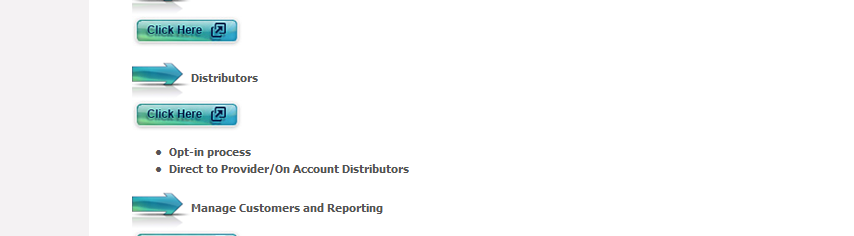 Click Here
Distributors
Click Here
Opt-in process
Direct to Provider/On Account Distributors
Manage Customers and Reporting